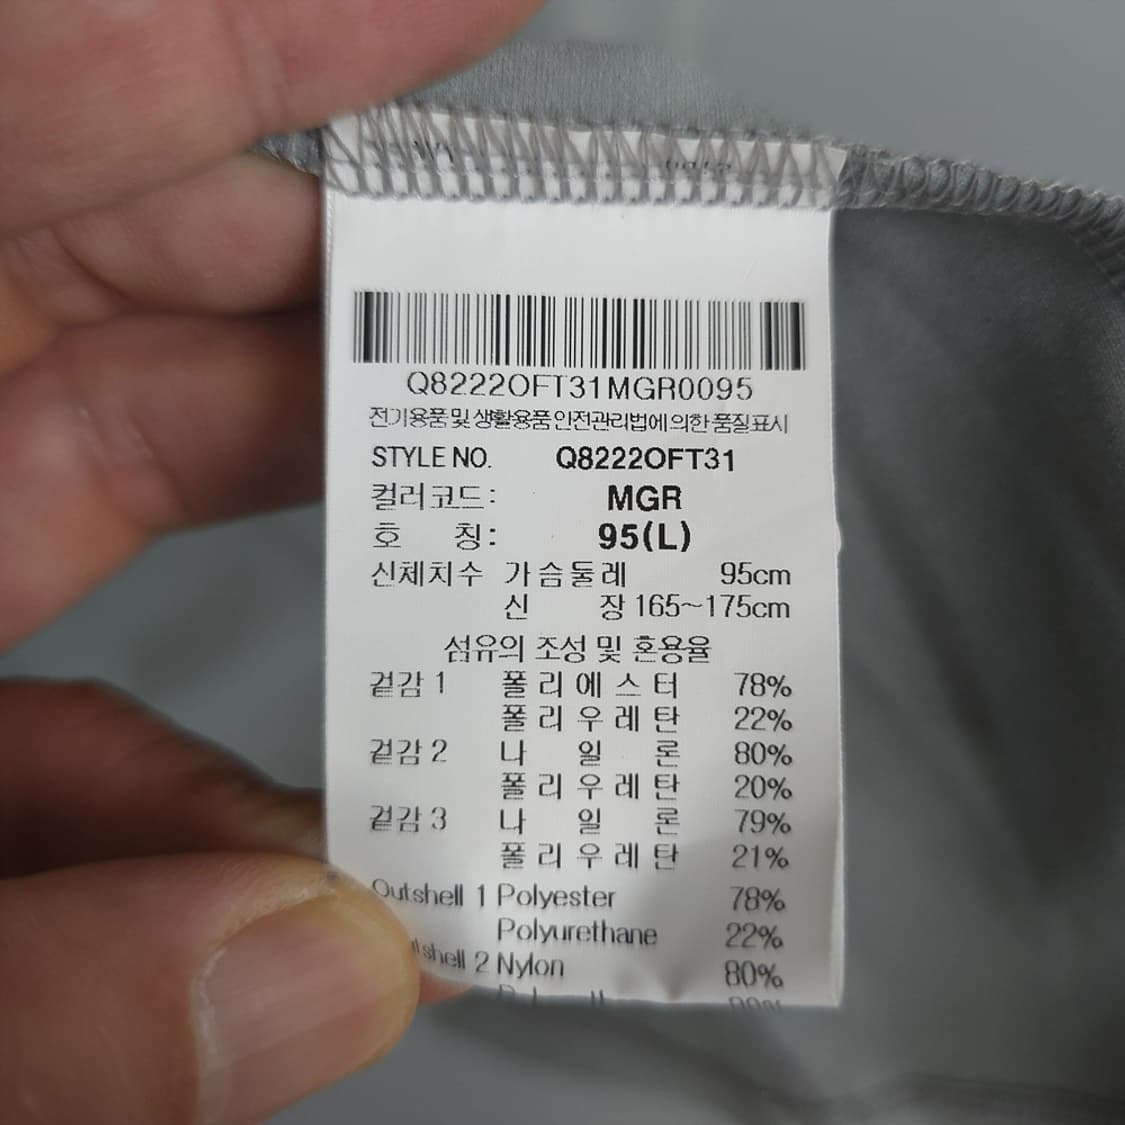 Q8222OFT31MGR0095
전기용품 및 생활용품 안전관리법에 의한 품질표시
STYLE NO. Q8222OFT31
컬러코드: MGR
호 칭: 95(L)
신체치수 가슴둘레 95cm
신 장 165~175cm
섬유의 조성 및 혼용율
겉감 1 폴리에스터 78%
폴리우레탄 22%
겉감 2 나일론 80%
폴리우레탄 20%
겉감 3 나일론 79%
폴리우레탄 21%
Outshell 1 Polyester 78%
Polyurethane 22%
2 Nylon 80%